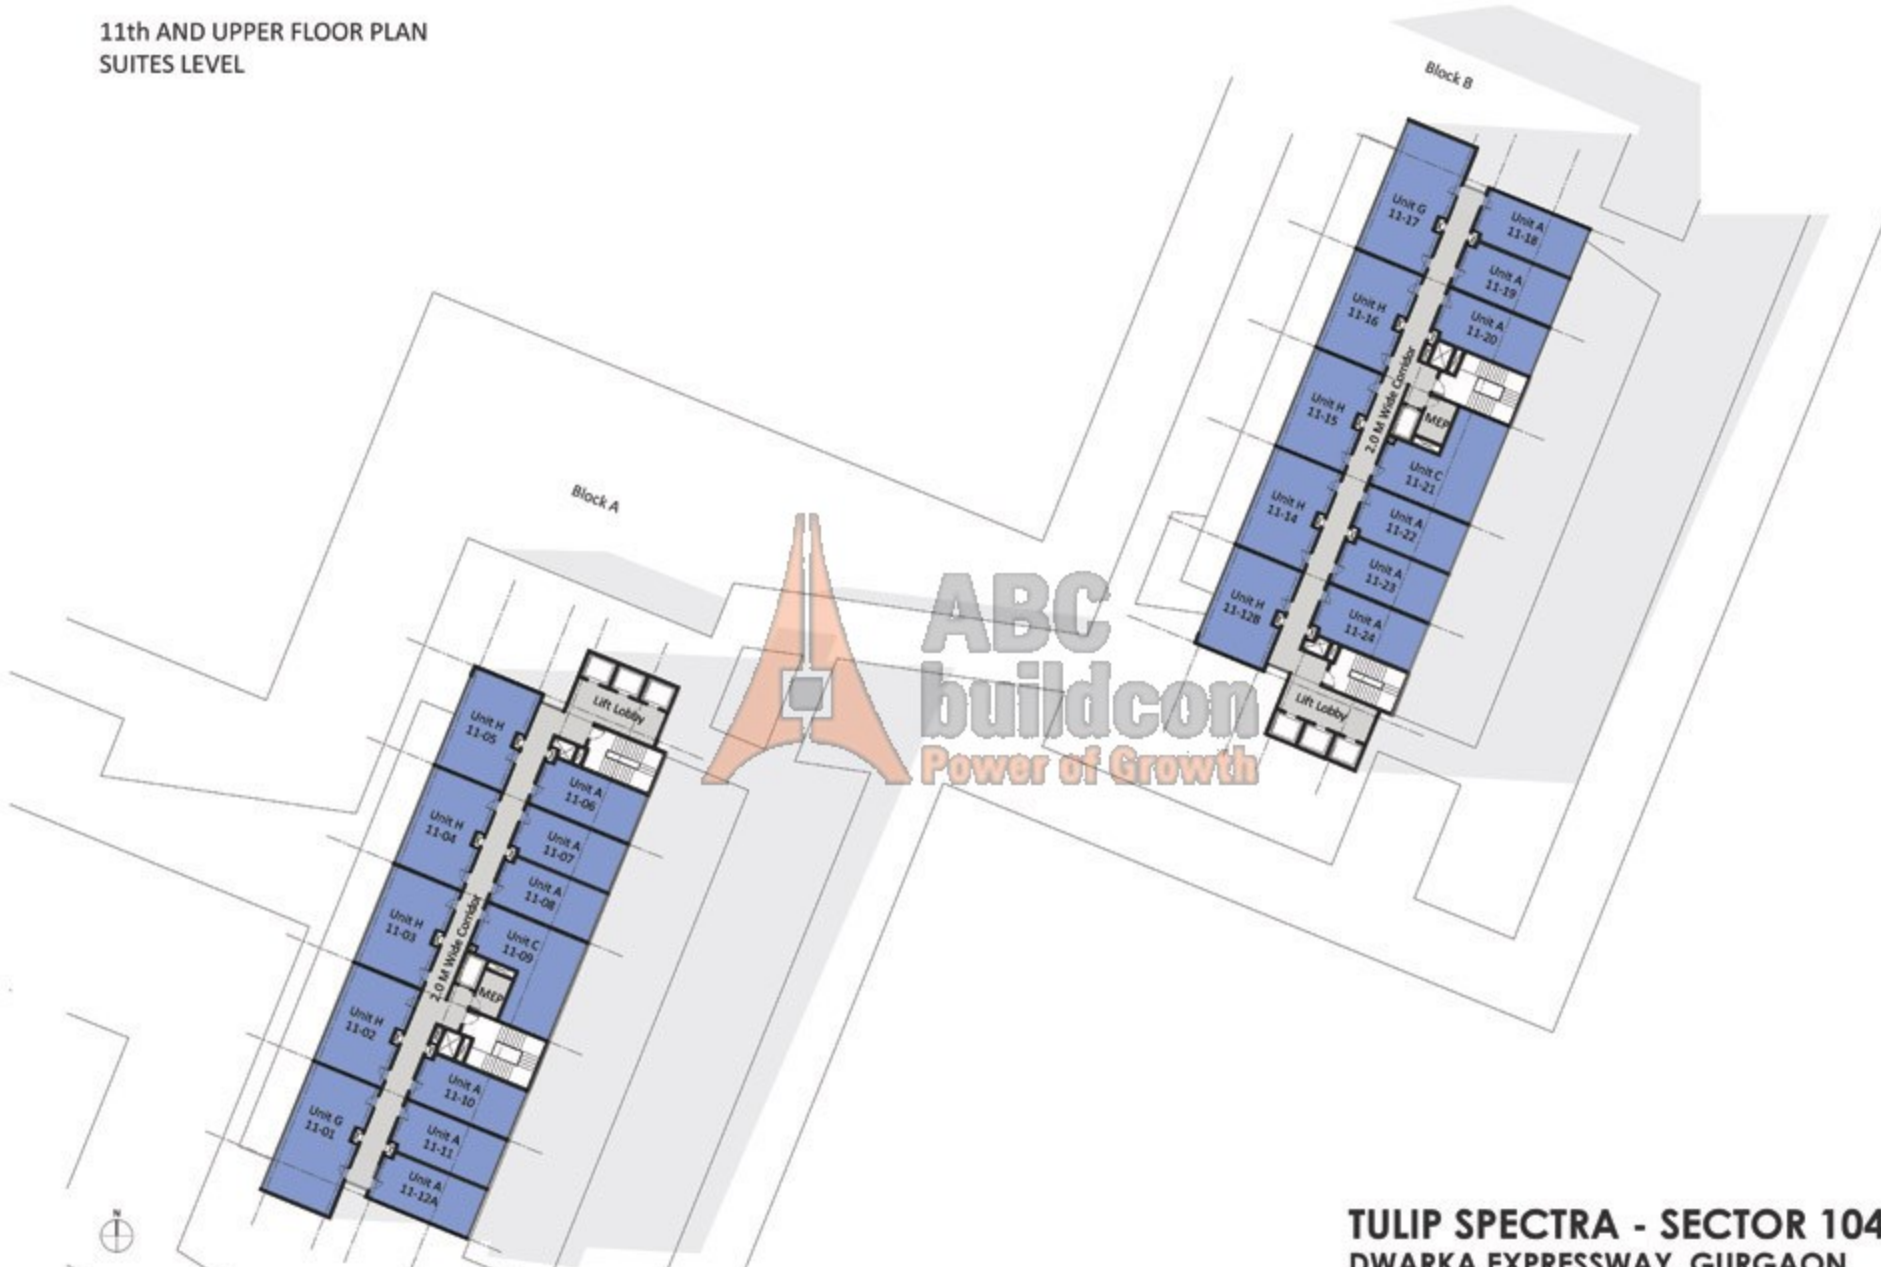 11th AND UPPER FLOOR PLAN
SUITES LEVEL
Block B
Unit G
11-17
Unit A
11-18
Unit A
11-19
Unit H
11-16
Unit A
11-20
2.0 M Wide Corridor
Unit H
11-15
MEP
Unit C
11-21
Unit H
11-14
Unit A
11-22
Unit A
11-23
Unit H
11-12B
Unit A
11-24
Lift Lobby
Block A
ABC
buildcon
Power of Growth
Lift Lobby
Unit H
11-05
Unit A
11-06
Unit H
11-04
Unit A
11-07
Unit A
11-08
Unit H
11-03
2.0 M Wide Corridor
Unit C
11-09
MEP
Unit H
11-02
Unit A
11-10
Unit G
11-01
Unit A
11-11
Unit A
11-12A
N
TULIP SPECTRA - SECTOR 104
DWARKA EXPRESSWAY, GURGAON